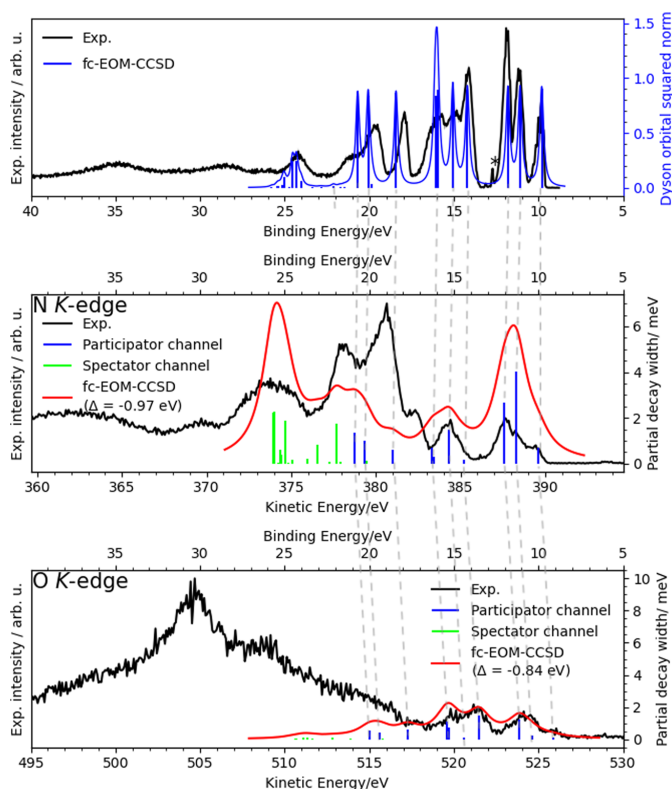 Exp.
fc-EOM-CCSD
*
Exp. intensity / arb. u.
1.5
1.0
0.5
0.0
Dyson orbital squared norm
40 35 30 25 20 15 10 5
Binding Energy/eV
Binding Energy/eV
35 30 25 20 15 10 5
N K-edge
Exp.
Participator channel
Spectator channel
fc-EOM-CCSD
(Δ = -0.97 eV)
Exp. intensity / arb. u.
6
4
2
0
Partial decay width/ meV
360 365 370 375 380 385 390
Kinetic Energy/eV
Binding Energy/eV
35 30 25 20 15 10 5
O K-edge
Exp.
Participator channel
Spectator channel
fc-EOM-CCSD
(Δ = -0.84 eV)
Exp. intensity / arb. u.
10
8
6
4
2
0
Partial decay width/ meV
495 500 505 510 515 520 525 530
Kinetic Energy/eV